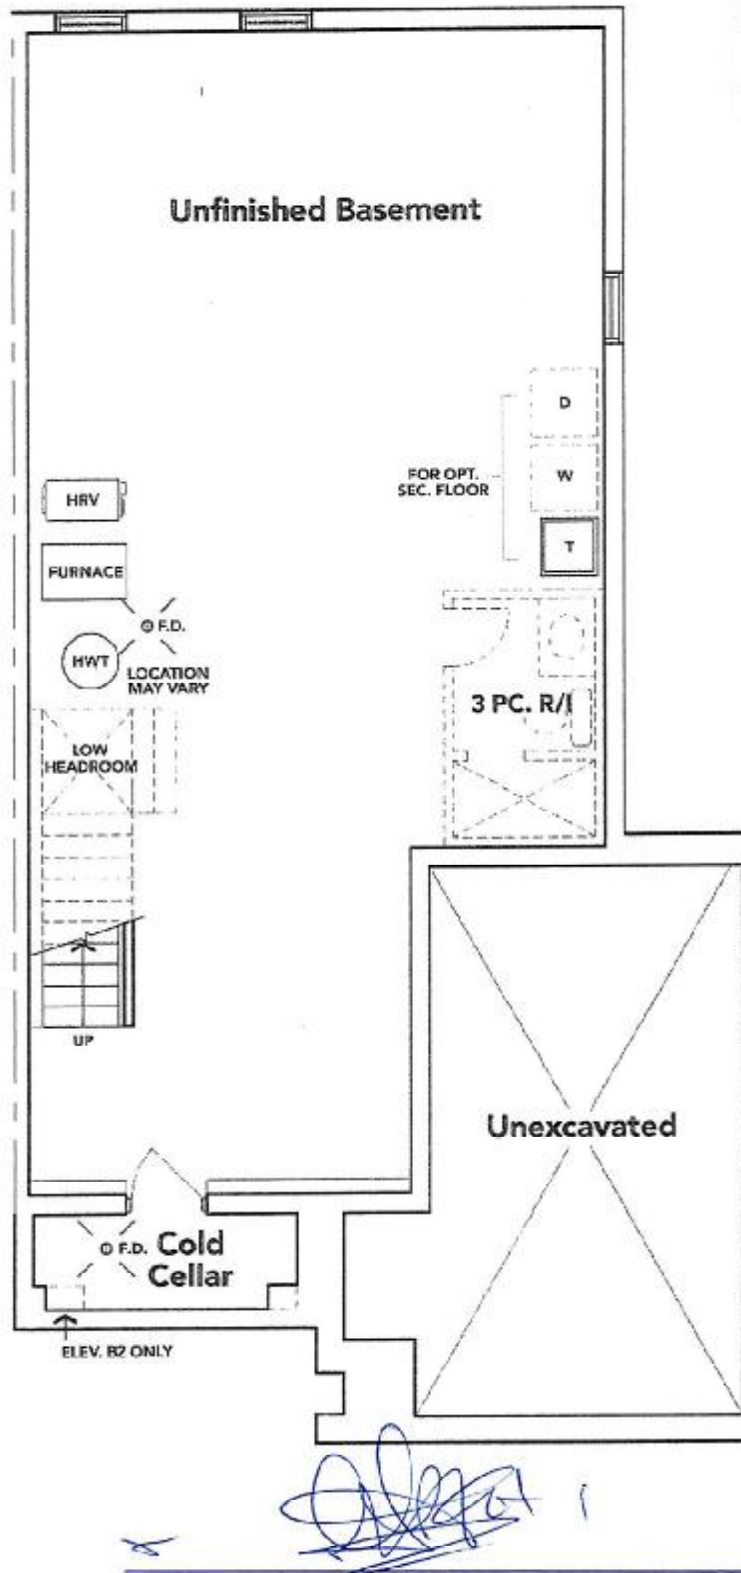 Unfinished Basement
D
FOR OPT.
SEC. FLOOR
W
HRV
T
FURNACE
F.D.
HWT
LOCATION
MAY VARY
3 PC. R/I
LOW
HEADROOM
UP
Unexcavated
F.D.
Cold
Cellar
ELEV. B2 ONLY